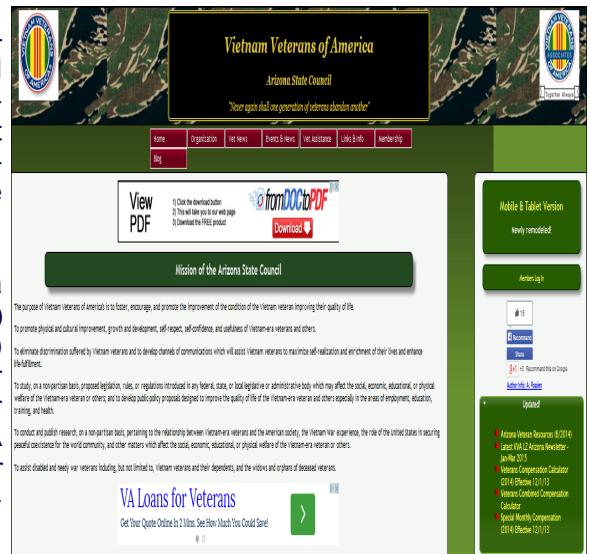 VIETNAM VETERANS
OF AMERICA
Vietnam Veterans of America
Arizona State Council
"Never again shall one generation of veterans abandon another"
ASSOCIATES
Together Always
Home
Organization
Vet News
Events & News
Vet Assistance
Links & Info
Membership
Blog
View
PDF
1) Click the download button
2) This will take you to our web page
3) Download the FREE product
fromDOCtoPDF
Download
Mission of the Arizona State Council
The purpose of Vietnam Veterans of America's is to foster, encourage, and promote the improvement of the condition of the Vietnam veteran improving their quality of life.
To promote physical and cultural improvement, growth and development, self-respect, self-confidence, and usefulness of Vietnam-era veterans and others.
To eliminate discrimination suffered by Vietnam veterans and to develop channels of communications which will assist Vietnam veterans to maximize self-realization and enrichment of their lives and enhance
life-fulfillment.
To study, on a non-partisan basis, proposed legislation, rules, or regulations introduced in any federal, state, or local legislative or administrative body which may affect the social, economic, educational, or physical
welfare of the Vietnam-era veteran or others; and to develop public-policy proposals designed to improve the quality of life of the Vietnam-era veteran and others especially in the areas of employment, education,
training, and health.
To conduct and publish research, on a non-partisan basis, pertaining to the relationship between Vietnam-era veterans and the American society, the Vietnam War experience, the role of the United States in securing
peaceful coexistence for the world community, and other matters which affect the social, economic, educational, or physical welfare of the Vietnam-era veteran or others.
To assist disabled and needy war veterans including, but not limited to, Vietnam veterans and their dependents, and the widows and orphans of deceased veterans.
VA Loans for Veterans
Get Your Quote Online In 2 Mins. See How Much You Could Save!
Mobile & Tablet Version
Newly remodeled!
Members Log In
18
Recommend
Share
Recommend this on Google
Author Info: A. Pasien
Updated!
Arizona Veteran Resources (6/2014)
Latest VVA LZ Arizona Newsletter -
Jan-Mar 2015
Veterans Compensation Calculator
(2014) Effective 12/1/13
Veterans Combined Compensation
Calculator
Special Monthly Compensation
(2014) Effective 12/1/13